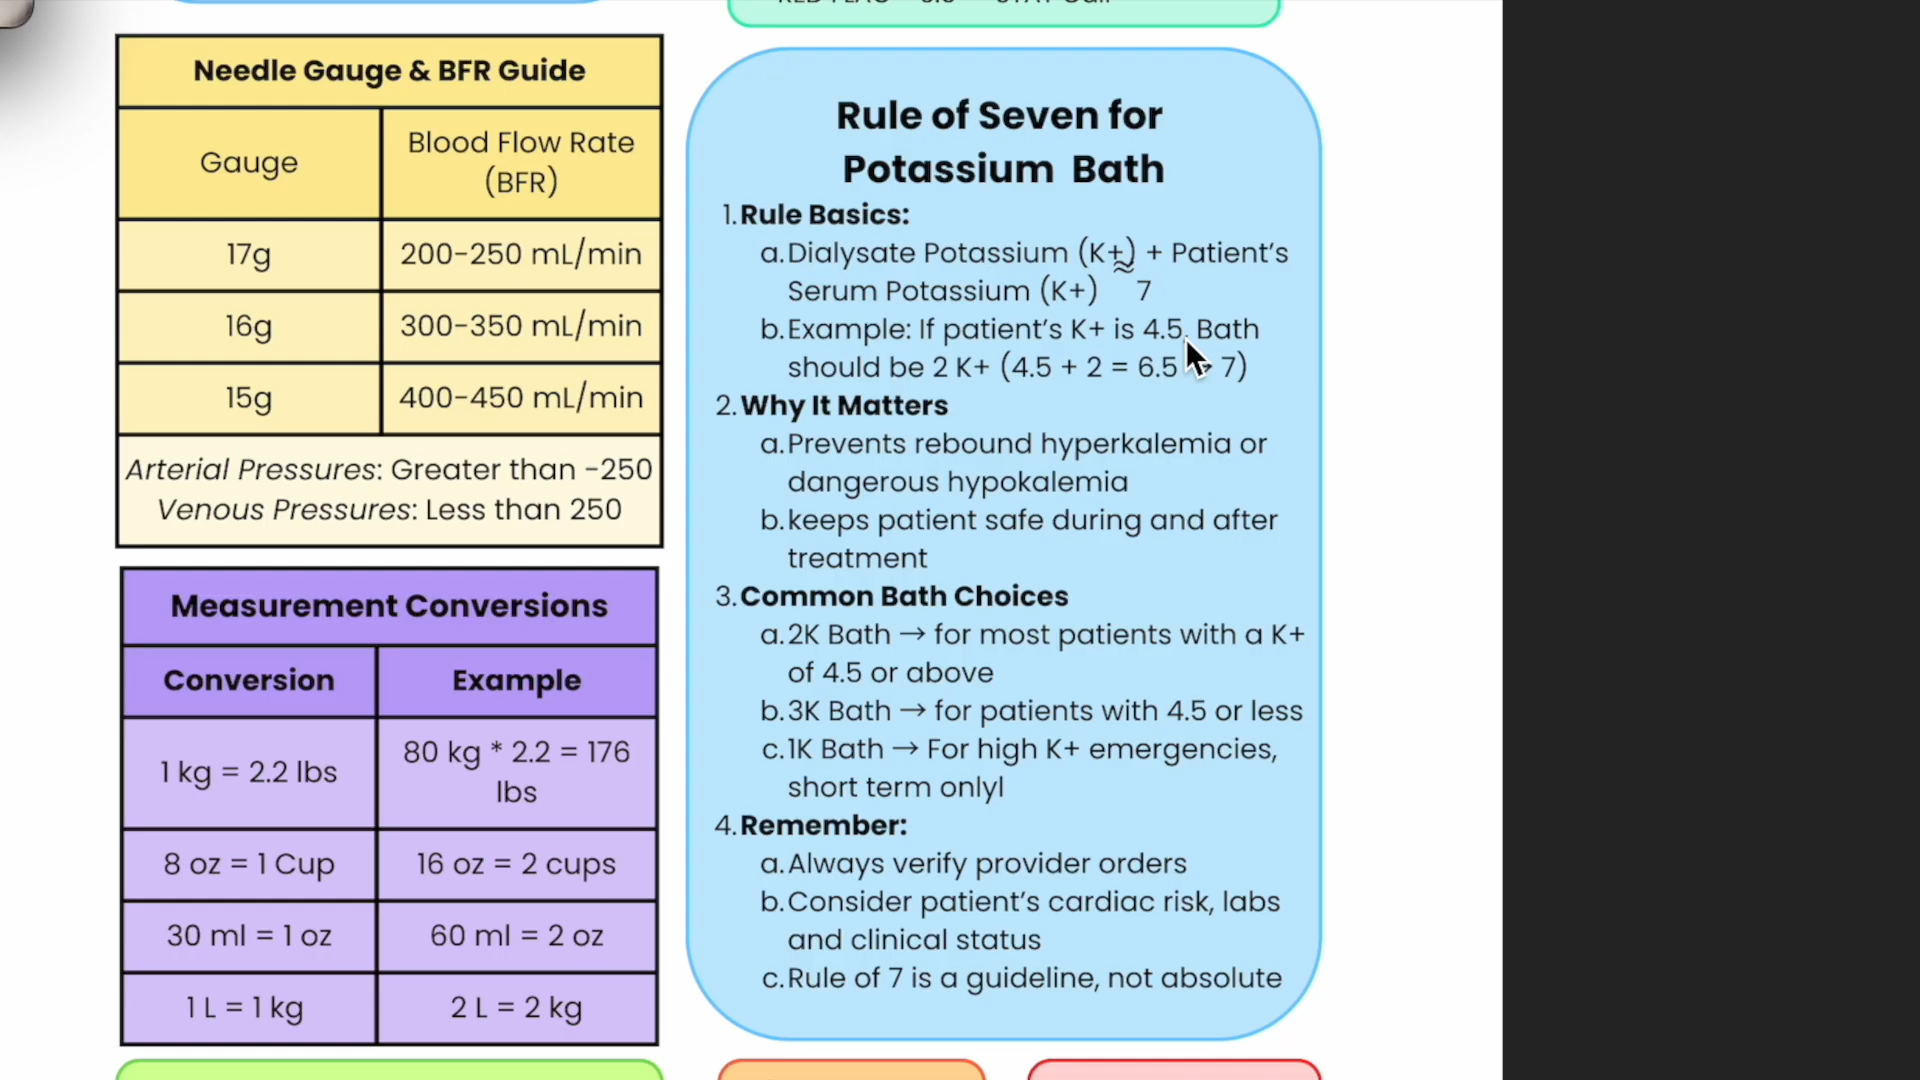 Needle Gauge & BFR Guide
Gauge
Blood Flow Rate
(BFR)
17g
200-250 mL/min
16g
300-350 mL/min
15g
400-450 mL/min
Arterial Pressures: Greater than -250
Venous Pressures: Less than 250
Measurement Conversions
Conversion
Example
1 kg = 2.2 lbs
80 kg * 2.2 = 176
lbs
8 oz = 1 Cup
16 oz = 2 cups
30 ml = 1 oz
60 ml = 2 oz
1 L = 1 kg
2 L = 2 kg
Rule of Seven for
Potassium Bath
1. Rule Basics:
a. Dialysate Potassium (K+) + Patient's
Serum Potassium (K+) ≈ 7
b. Example: If patient's K+ is 4.5, Bath
should be 2 K+ (4.5 + 2 = 6.5 → 7)
2. Why It Matters
a. Prevents rebound hyperkalemia or
dangerous hypokalemia
b. keeps patient safe during and after
treatment
3. Common Bath Choices
a. 2K Bath → for most patients with a K+
of 4.5 or above
b. 3K Bath → for patients with 4.5 or less
c. 1K Bath → For high K+ emergencies,
short term onlyl
4. Remember:
a. Always verify provider orders
b. Consider patient's cardiac risk, labs
and clinical status
c. Rule of 7 is a guideline, not absolute